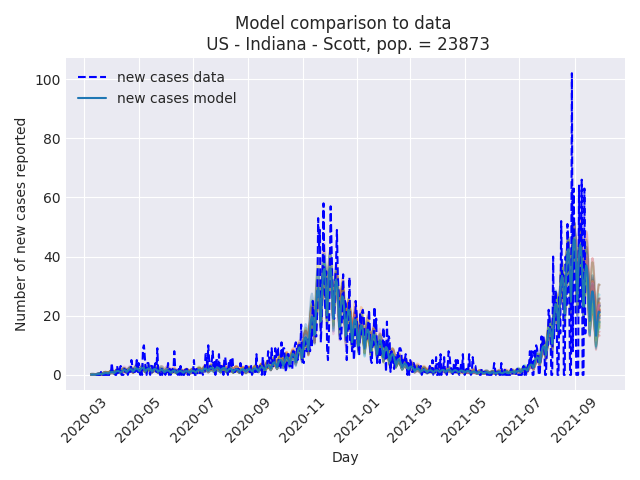 Model comparison to data
US - Indiana - Scott, pop. = 23873
new cases data
new cases model
Number of new cases reported
100
80
60
40
20
0
2020-03
2020-05
2020-07
2020-09
2020-11
2021-01
2021-03
2021-05
2021-07
2021-09
Day